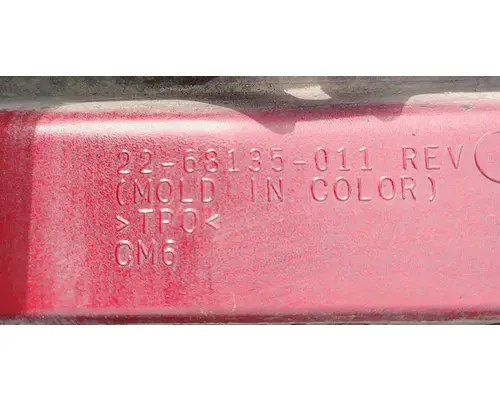 22-68135-011 REV
(MOLD IN COLOR)
>TPO<
CM6